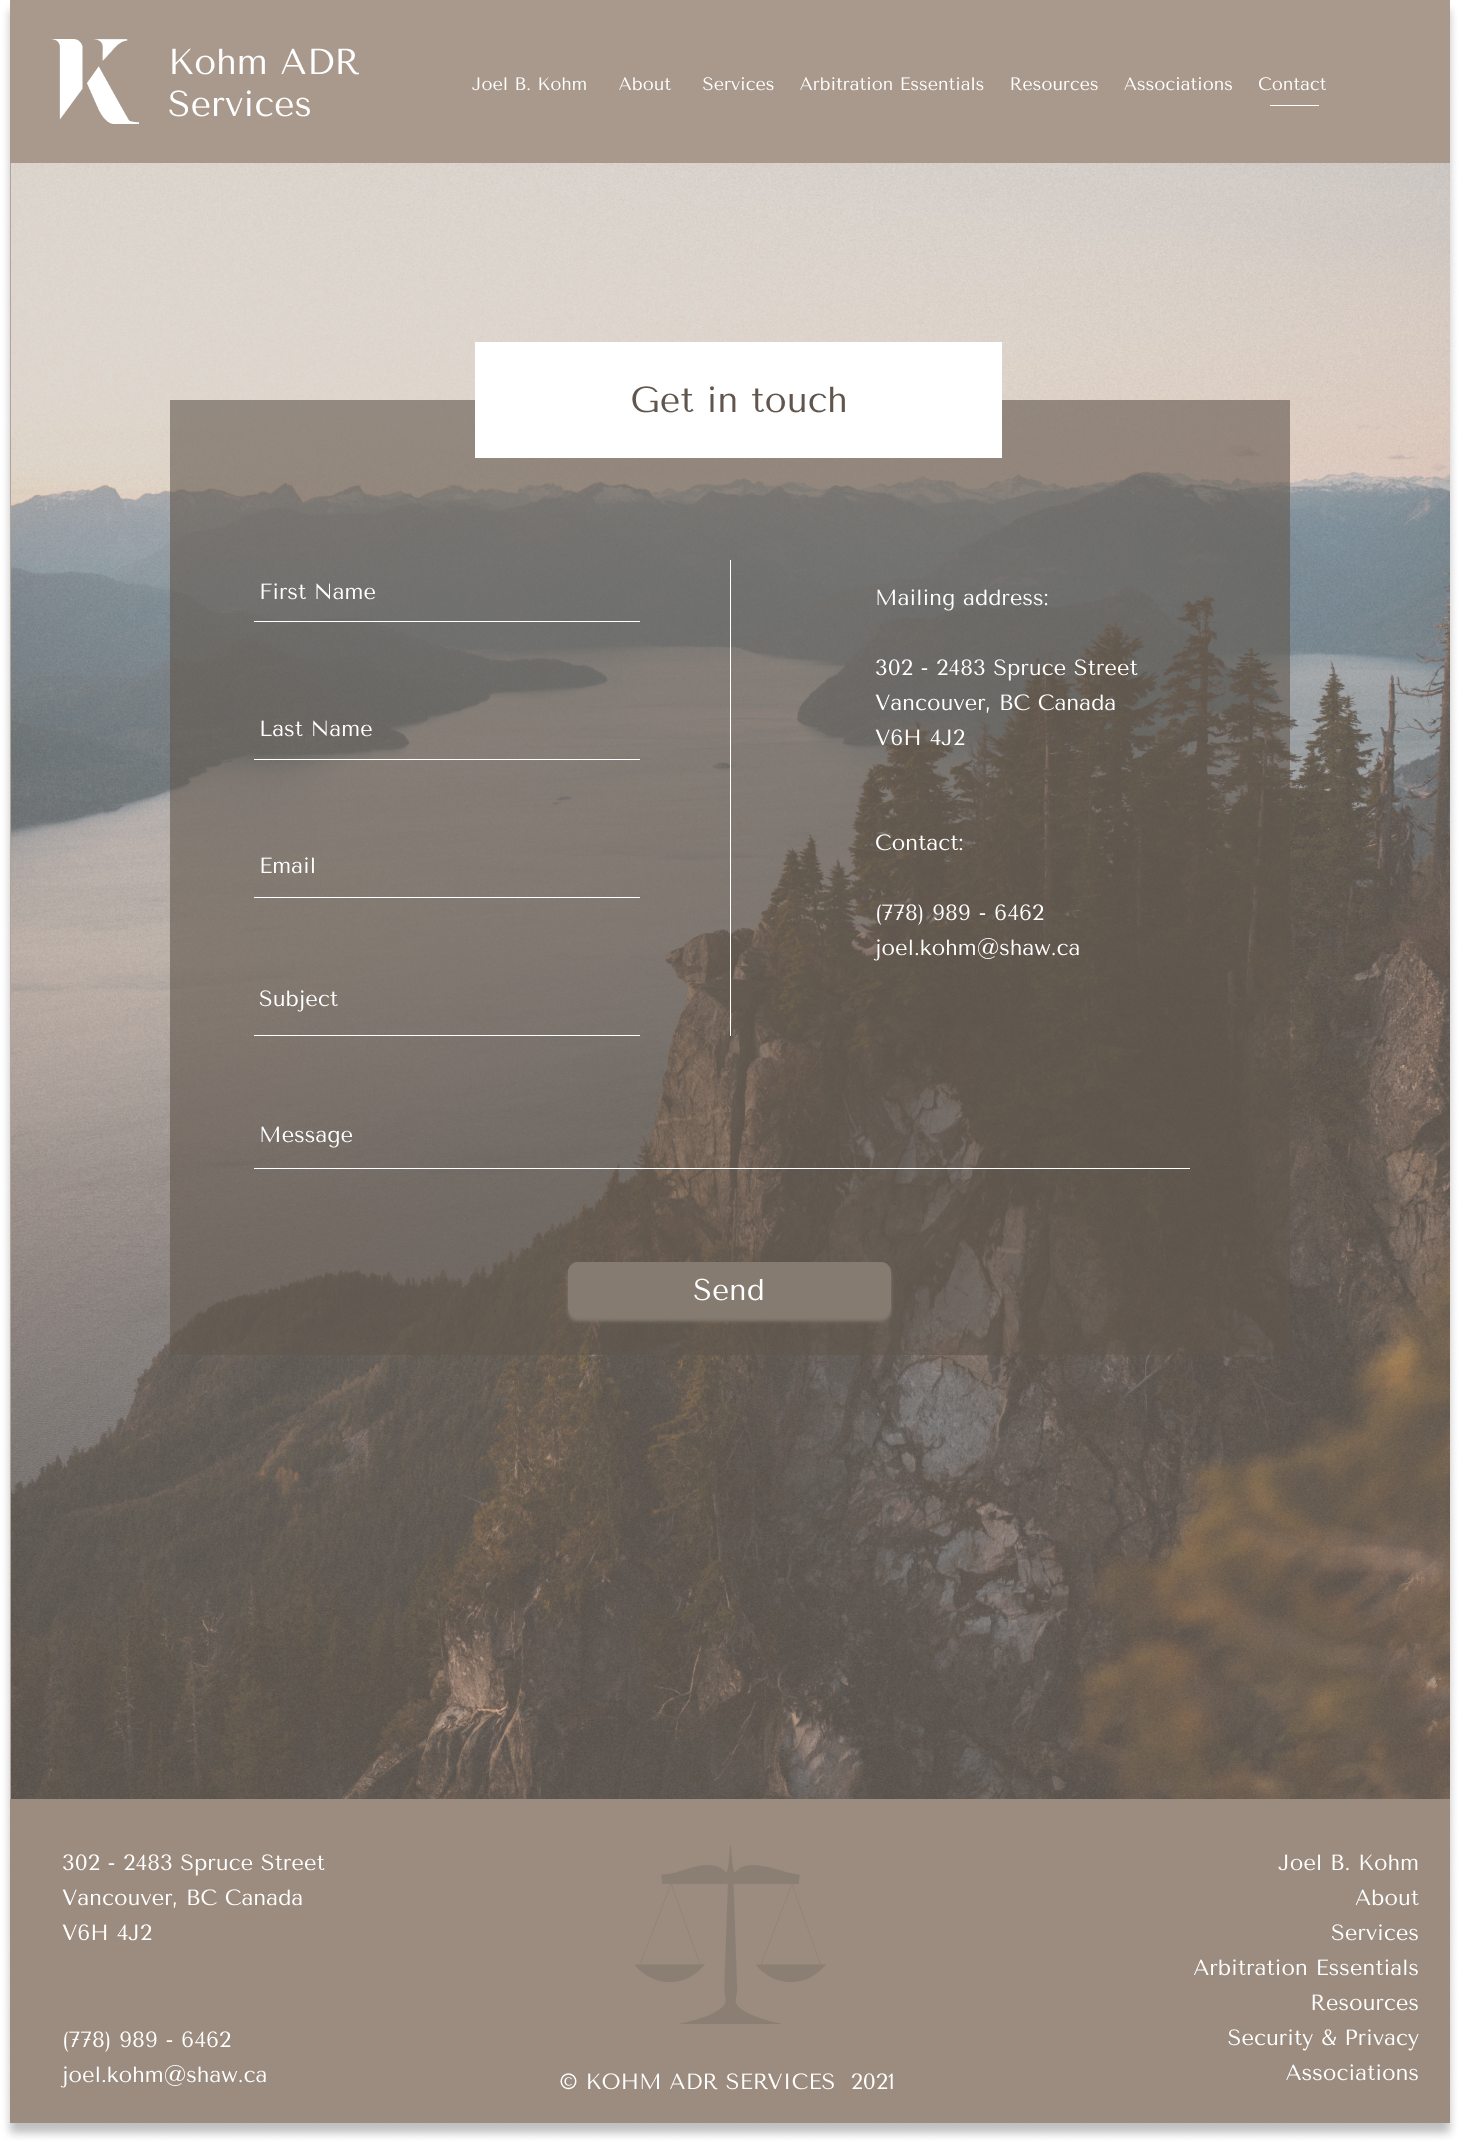 Kohm ADR
Services
Joel B. Kohm About Services Arbitration Essentials Resources Associations Contact
Get in touch
First Name
Last Name
Email
Subject
Message
Mailing address:
302 - 2483 Spruce Street
Vancouver, BC Canada
V6H 4J2
Contact:
(778) 989 - 6462
joel.kohm@shaw.ca
Send
302 - 2483 Spruce Street
Vancouver, BC Canada
V6H 4J2
(778) 989 - 6462
joel.kohm@shaw.ca
© KOHM ADR SERVICES 2021
Joel B. Kohm
About
Services
Arbitration Essentials
Resources
Security & Privacy
Associations